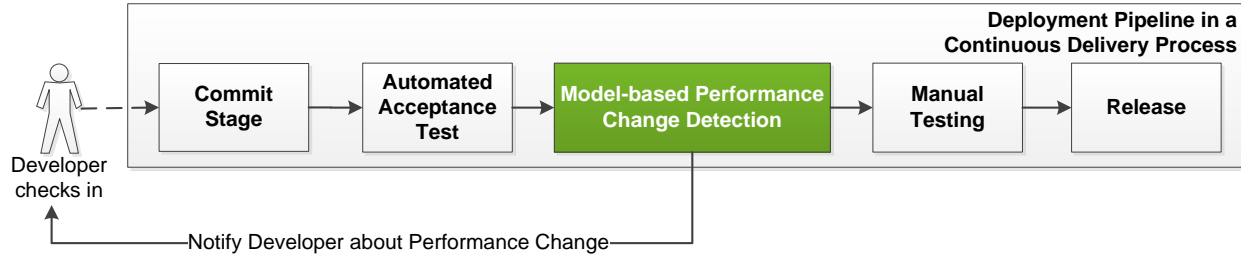 Deployment Pipeline in a
Continuous Delivery Process
Commit
Stage
Automated
Acceptance
Test
Model-based Performance
Change Detection
Manual
Testing
Release
Developer
checks in
Notify Developer about Performance Change